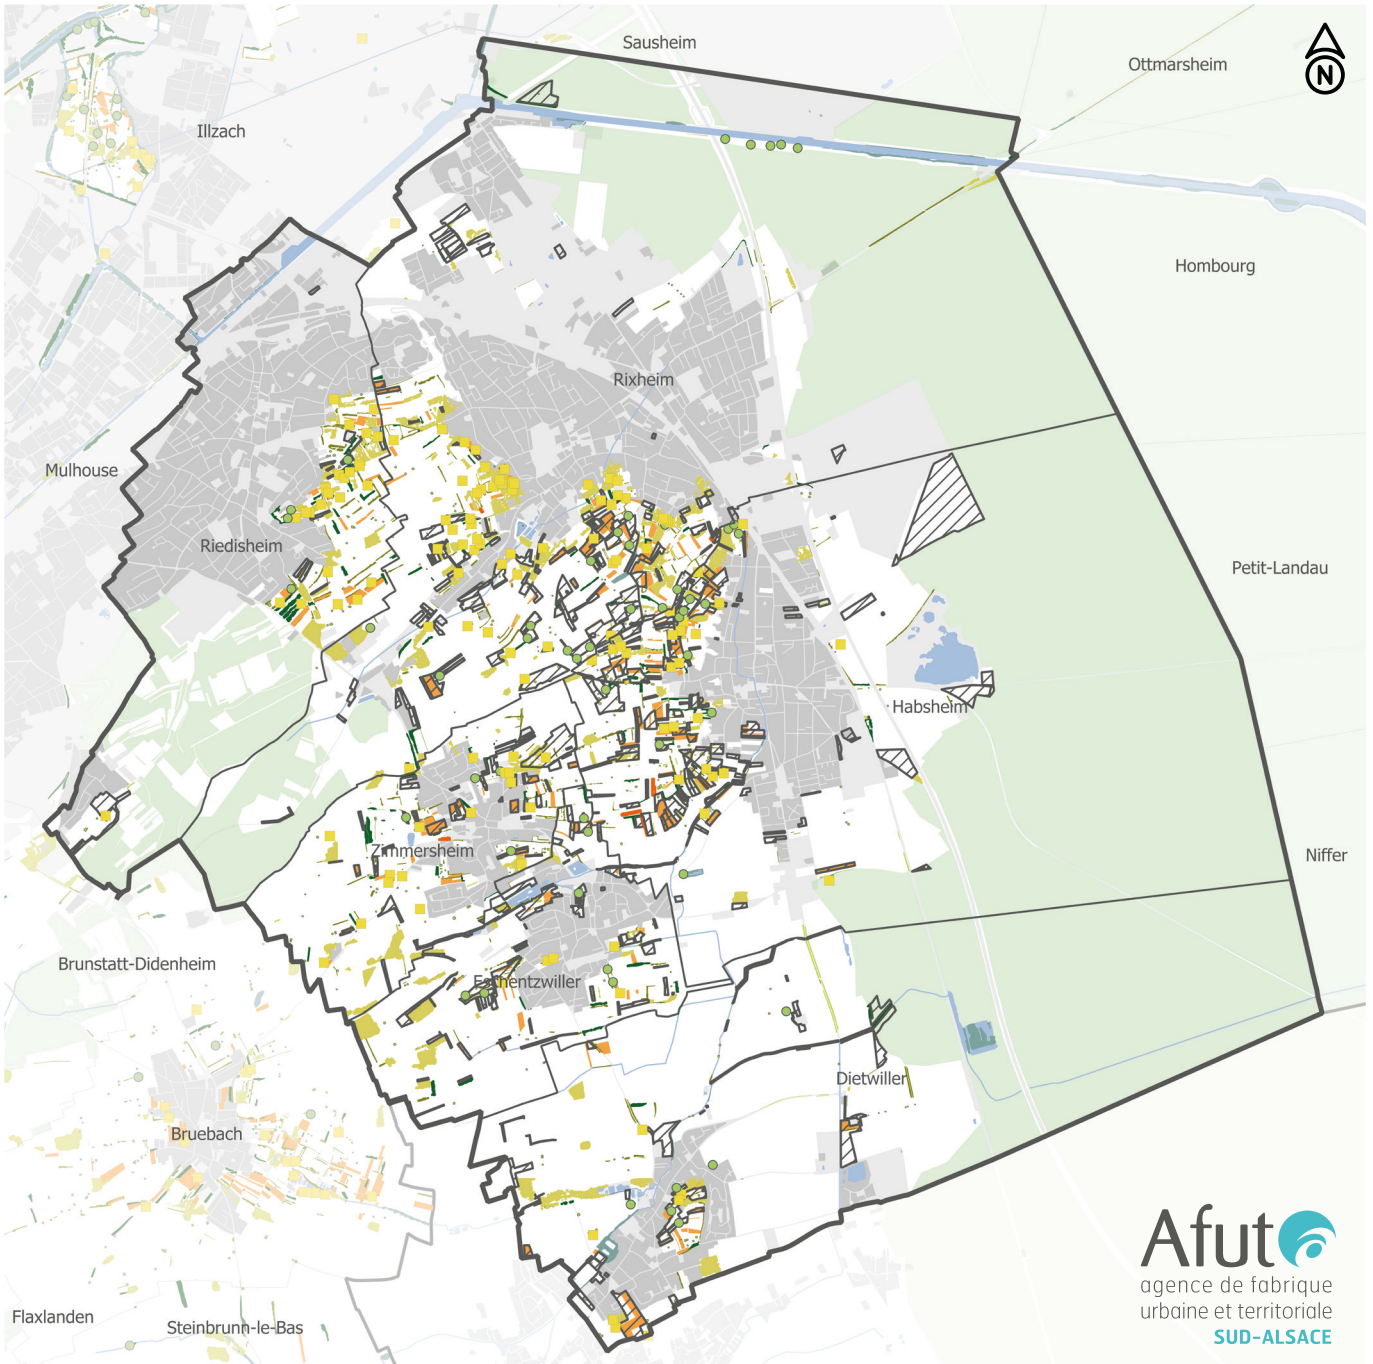 Sausheim
Ottmarsheim
N
Illzach
Hombourg
Rixheim
Mulhouse
Riedisheim
Petit-Landau
Habsheim
Zimmersheim
Niffer
Brunstatt-Didenheim
Eschentzwiller
Dietwiller
Bruebach
Afut
agence de fabrique
urbaine et territoriale
SUD-ALSACE
Flaxlanden
Steinbrunn-le-Bas